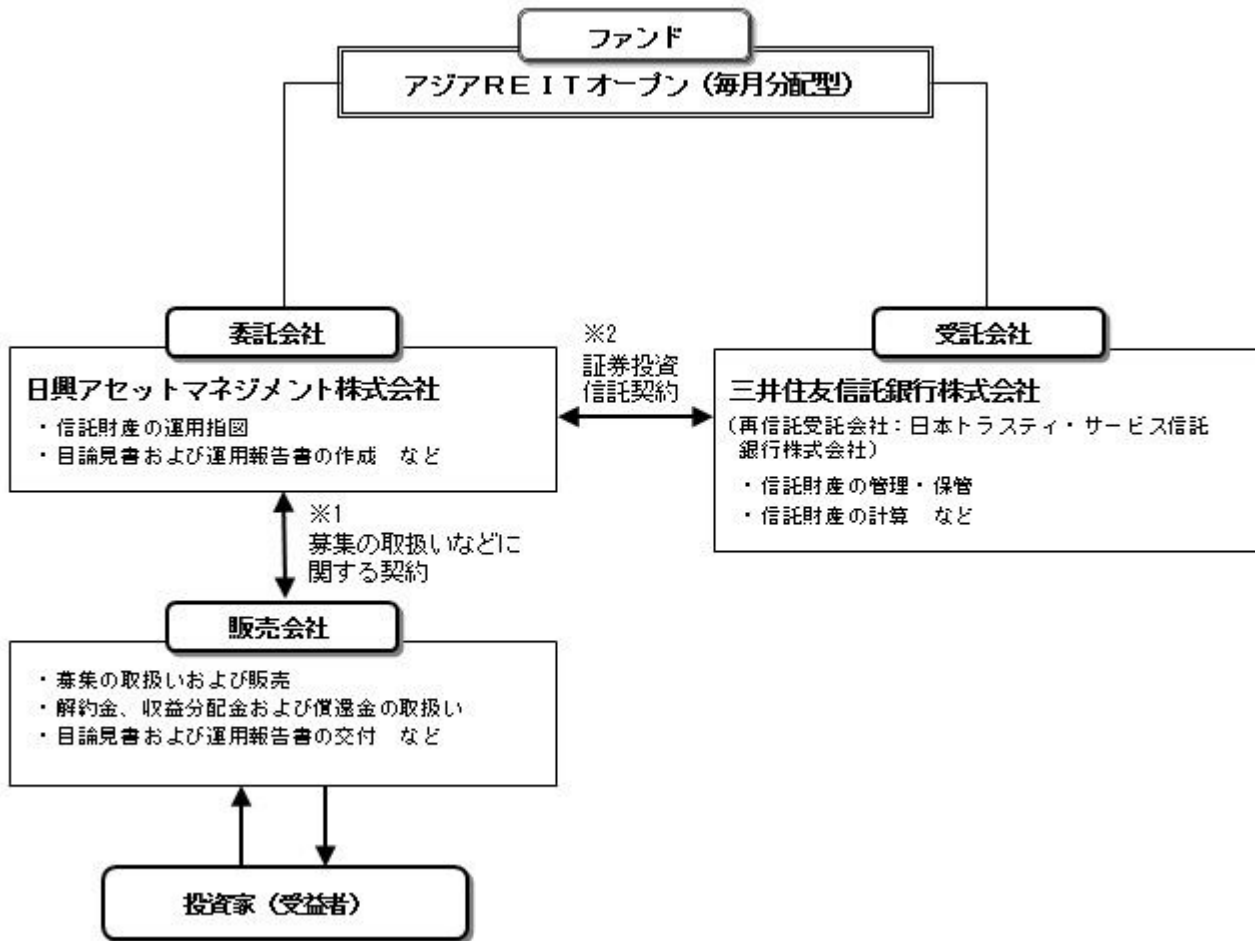 ファンド
アジアREITオープン（毎月分配型）
委託会社
日興アセットマネジメント株式会社
・信託財産の運用指図
・目論見書および運用報告書の作成　など
※2
証券投資
信託契約
受託会社
三井住友信託銀行株式会社
（再信託受託会社：日本トラスティ・サービス信託
銀行株式会社）
・信託財産の管理・保管
・信託財産の計算　など
※1
募集の取扱いなどに
関する契約
販売会社
・募集の取扱いおよび販売
・解約金、収益分配金および償還金の取扱い
・目論見書および運用報告書の交付　など
投資家（受益者）